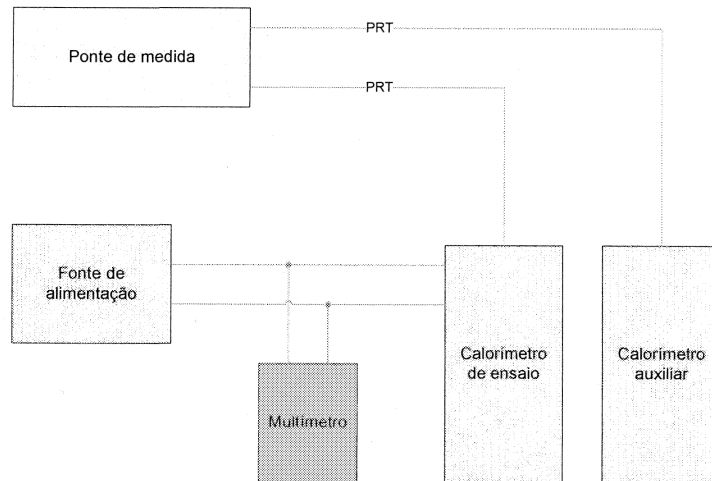 Ponte de medida
PRT
PRT
Fonte de
alimentação
Multímetro
Calorímetro
de ensaio
Calorímetro
auxiliar